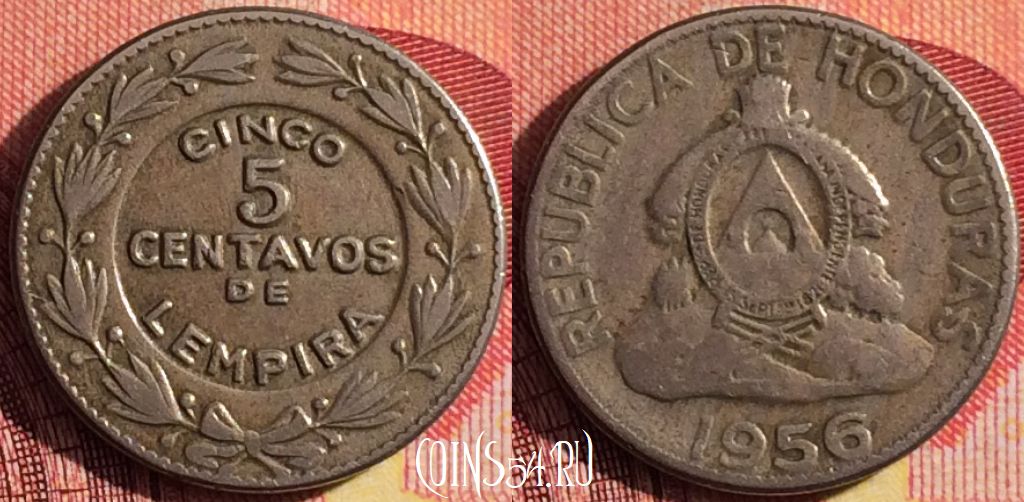 CINCO
5
CENTAVOS
DE
LEMPIRA
REPUBLICA DE HONDURAS
1956
COINS54.RU